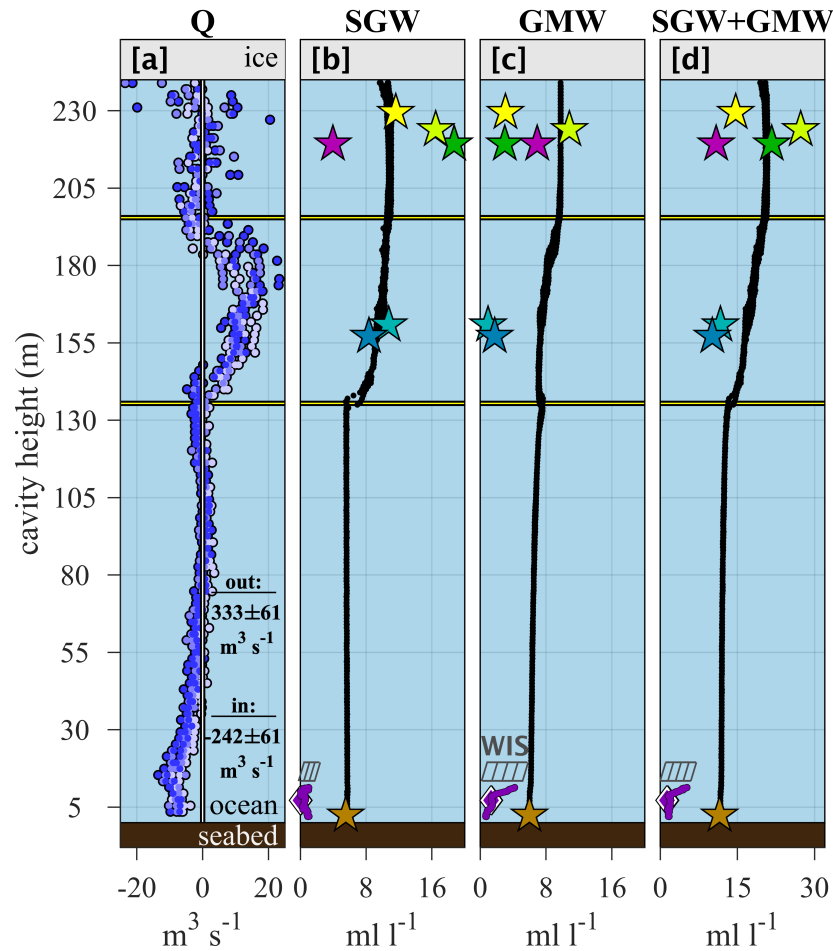 Q SGW GMW SGW+GMW
[a] ice [b] [c] [d]
230
205
180
155
130
105
80
55
30
5
cavity height (m)
out:
333±61
m³ s⁻¹
in:
-242±61
m³ s⁻¹
ocean
seabed
WIS
-20 0 20 0 8 16 0 8 16 0 15 30
m³ s⁻¹ ml l⁻¹ ml l⁻¹ ml l⁻¹